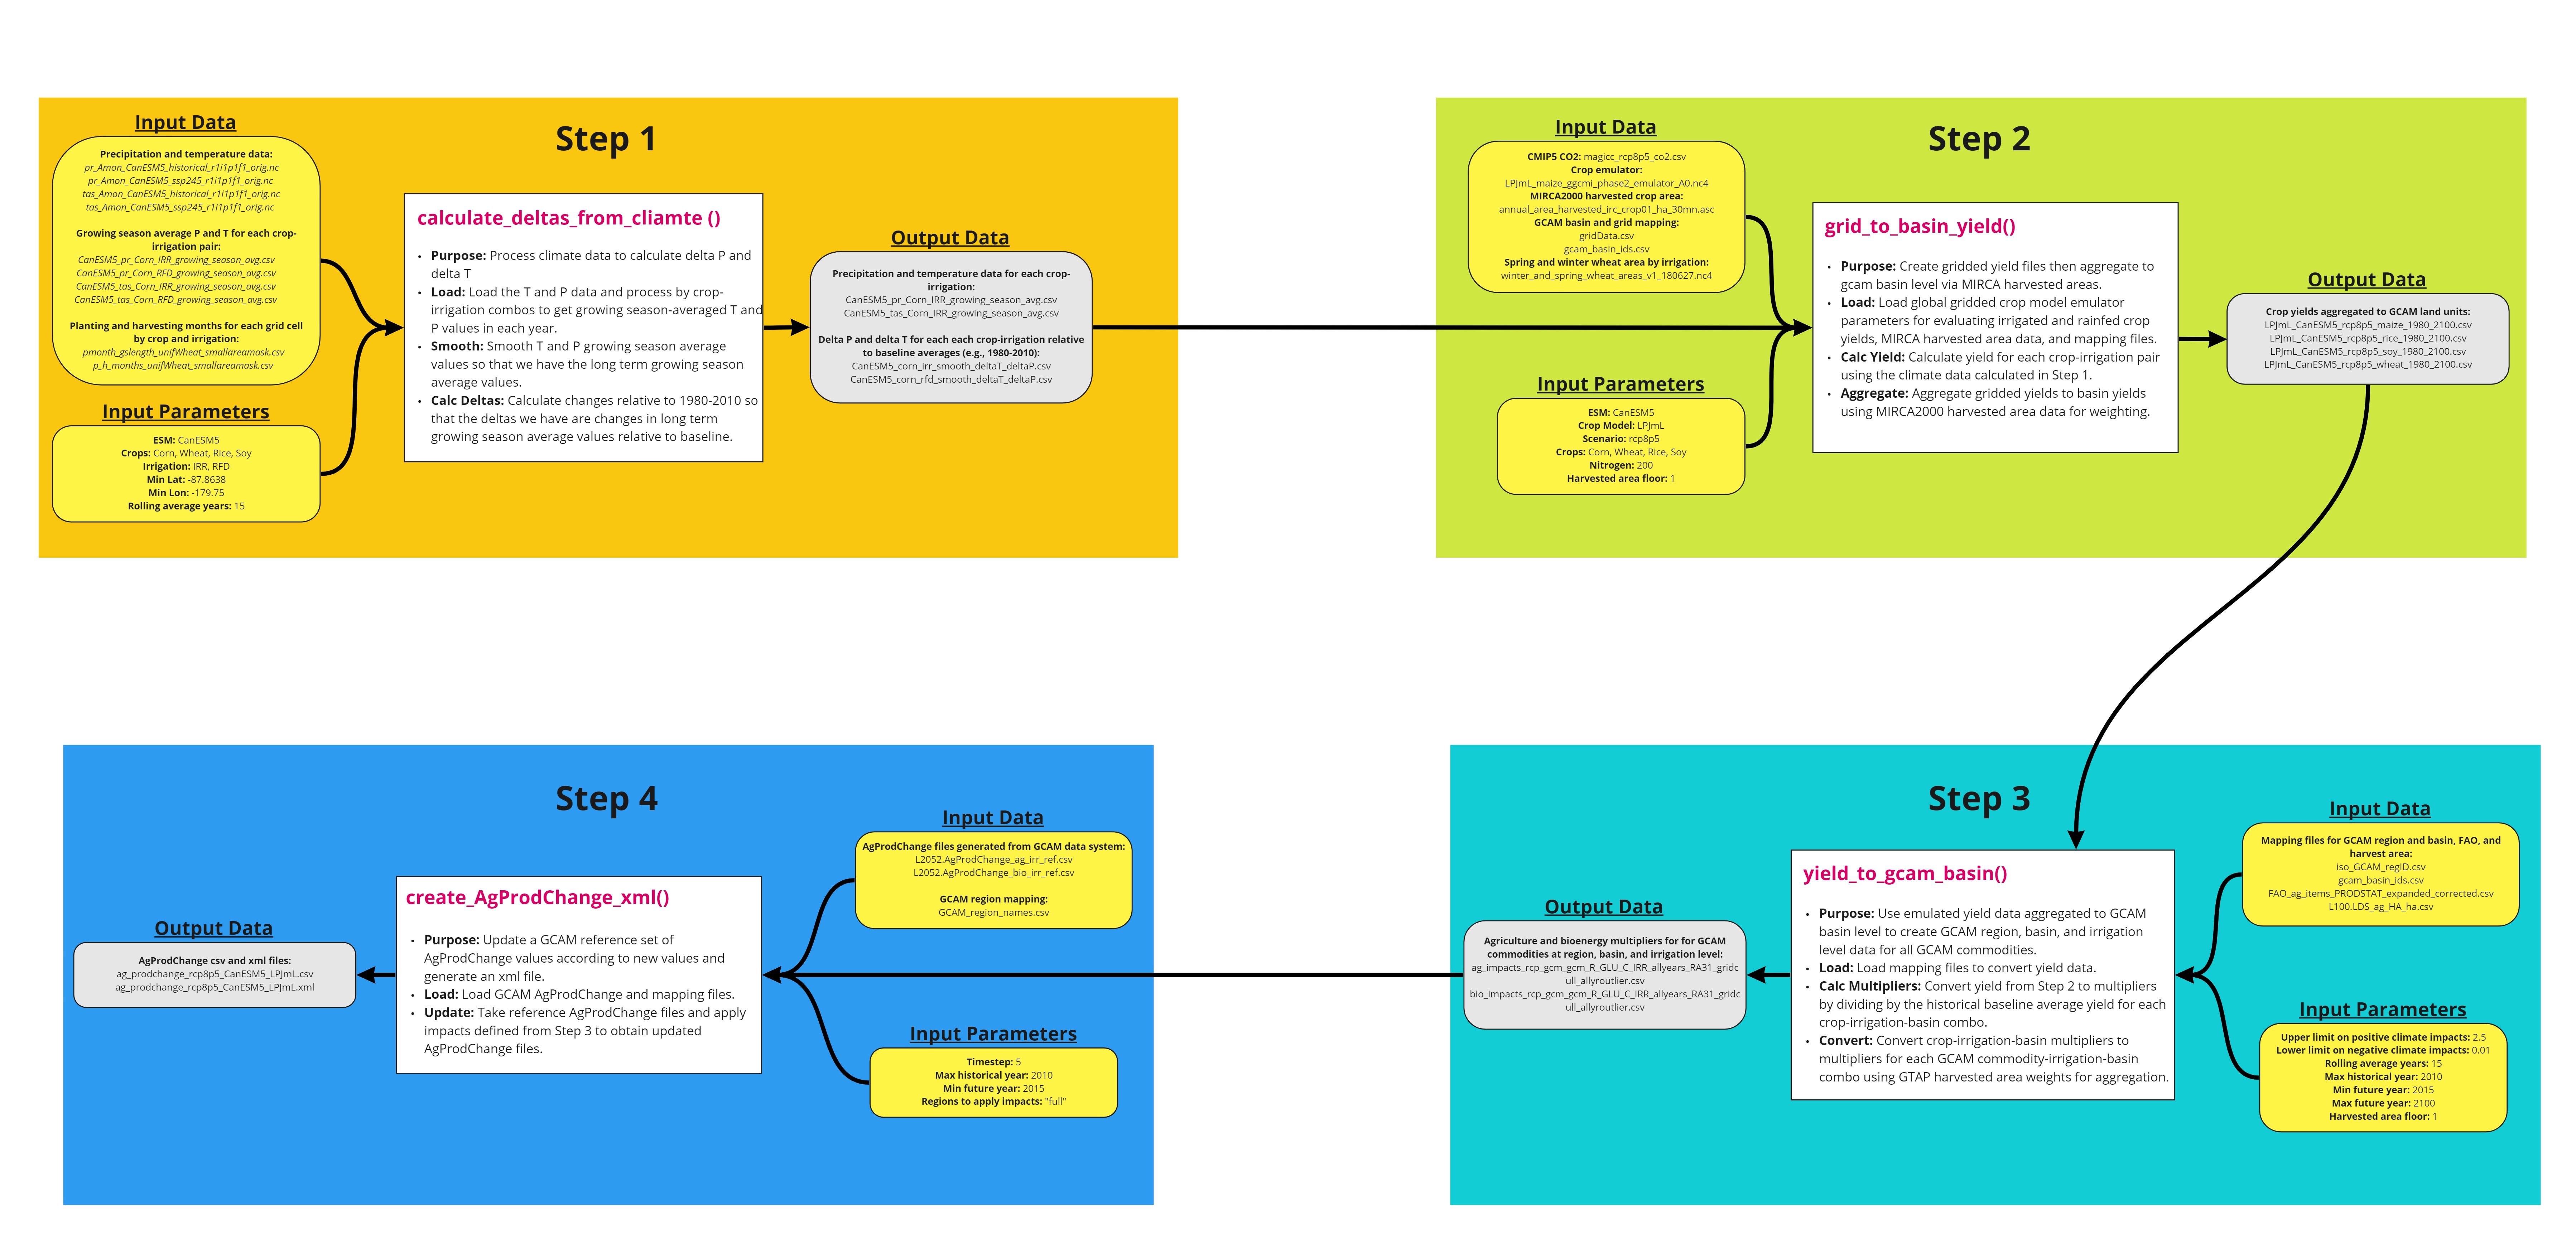 Step 1
Input Data
Precipitation and temperature data:
pr_Amon_CanESM5_historical_r1i1p1f1_orig.nc
pr_Amon_CanESM5_ssp245_r1i1p1f1_orig.nc
tas_Amon_CanESM5_historical_r1i1p1f1_orig.nc
tas_Amon_CanESM5_ssp245_r1i1p1f1_orig.nc
Growing season average P and T for each crop-
irrigation pair:
CanESM5_pr_Corn_IRR_growing_season_avg.csv
CanESM5_pr_Corn_RFD_growing_season_avg.csv
CanESM5_tas_Corn_IRR_growing_season_avg.csv
CanESM5_tas_Corn_RFD_growing_season_avg.csv
Planting and harvesting months for each grid cell
by crop and irrigation:
pmonth_gslength_unifWheat_smallareamask.csv
p_h_months_unifWheat_smallareamask.csv
Input Parameters
ESM: CanESM5
Crops: Corn, Wheat, Rice, Soy
Irrigation: IRR, RFD
Min Lat: -87.8638
Min Lon: -179.75
Rolling average years: 15
calculate_deltas_from_cliamte ()
• Purpose: Process climate data to calculate delta P and
delta T
• Load: Load the T and P data and process by crop-
irrigation combos to get growing season-averaged T and
P values in each year.
• Smooth: Smooth T and P growing season average
values so that we have the long term growing season
average values.
• Calc Deltas: Calculate changes relative to 1980-2010 so
that the deltas we have are changes in long term
growing season average values relative to baseline.
Output Data
Precipitation and temperature data for each crop-
irrigation:
CanESM5_pr_Corn_IRR_growing_season_avg.csv
CanESM5_tas_Corn_IRR_growing_season_avg.csv
Delta P and delta T for each each crop-irrigation relative
to baseline averages (e.g., 1980-2010):
CanESM5_corn_irr_smooth_deltaT_deltaP.csv
CanESM5_corn_rfd_smooth_deltaT_deltaP.csv
Step 2
Input Data
CMIP5 CO2: magicc_rcp8p5_co2.csv
Crop emulator:
LPJmL_maize_ggcmi_phase2_emulator_A0.nc4
MIRCA2000 harvested crop area:
annual_area_harvested_irc_crop01_ha_30mn.asc
GCAM basin and grid mapping:
gridData.csv
gcam_basin_ids.csv
Spring and winter wheat area by irrigation:
winter_and_spring_wheat_areas_v1_180627.nc4
Input Parameters
ESM: CanESM5
Crop Model: LPJmL
Scenario: rcp8p5
Crops: Corn, Wheat, Rice, Soy
Nitrogen: 200
Harvested area floor: 1
grid_to_basin_yield()
• Purpose: Create gridded yield files then aggregate to
gcam basin level via MIRCA harvested areas.
• Load: Load global gridded crop model emulator
parameters for evaluating irrigated and rainfed crop
yields, MIRCA harvested area data, and mapping files.
• Calc Yield: Calculate yield for each crop-irrigation pair
using the climate data calculated in Step 1.
• Aggregate: Aggregate gridded yields to basin yields
using MIRCA2000 harvested area data for weighting.
Output Data
Crop yields aggregated to GCAM land units:
LPJmL_CanESM5_rcp8p5_maize_1980_2100.csv
LPJmL_CanESM5_rcp8p5_rice_1980_2100.csv
LPJmL_CanESM5_rcp8p5_soy_1980_2100.csv
LPJmL_CanESM5_rcp8p5_wheat_1980_2100.csv
Step 3
Input Data
Mapping files for GCAM region and basin, FAO, and
harvest area:
iso_GCAM_regID.csv
gcam_basin_ids.csv
FAO_ag_items_PRODSTAT_expanded_corrected.csv
L100.LDS_ag_HA_ha.csv
Input Parameters
Upper limit on positive climate impacts: 2.5
Lower limit on negative climate impacts: 0.01
Rolling average years: 15
Max historical year: 2010
Min future year: 2015
Max future year: 2100
Harvested area floor: 1
yield_to_gcam_basin()
• Purpose: Use emulated yield data aggregated to GCAM
basin level to create GCAM region, basin, and irrigation
level data for all GCAM commodities.
• Load: Load mapping files to convert yield data.
• Calc Multipliers: Convert yield from Step 2 to multipliers
by dividing by the historical baseline average yield for each
crop-irrigation-basin combo.
• Convert: Convert crop-irrigation-basin multipliers to
multipliers for each GCAM commodity-irrigation-basin
combo using GTAP harvested area weights for aggregation.
Output Data
Agriculture and bioenergy multipliers for for GCAM
commodities at region, basin, and irrigation level:
ag_impacts_rcp_gcm_gcm_R_GLU_C_IRR_allyears_RA31_gridc
ull_allyroutlier.csv
bio_impacts_rcp_gcm_gcm_R_GLU_C_IRR_allyears_RA31_gridc
ull_allyroutlier.csv
Step 4
Input Data
AgProdChange files generated from GCAM data system:
L2052.AgProdChange_ag_irr_ref.csv
L2052.AgProdChange_bio_irr_ref.csv
GCAM region mapping:
GCAM_region_names.csv
Input Parameters
Timestep: 5
Max historical year: 2010
Min future year: 2015
Regions to apply impacts: "full"
create_AgProdChange_xml()
• Purpose: Update a GCAM reference set of
AgProdChange values according to new values and
generate an xml file.
• Load: Load GCAM AgProdChange and mapping files.
• Update: Take reference AgProdChange files and apply
impacts defined from Step 3 to obtain updated
AgProdChange files.
Output Data
AgProdChange csv and xml files:
ag_prodchange_rcp8p5_CanESM5_LPJmL.csv
ag_prodchange_rcp8p5_CanESM5_LPJmL.xml